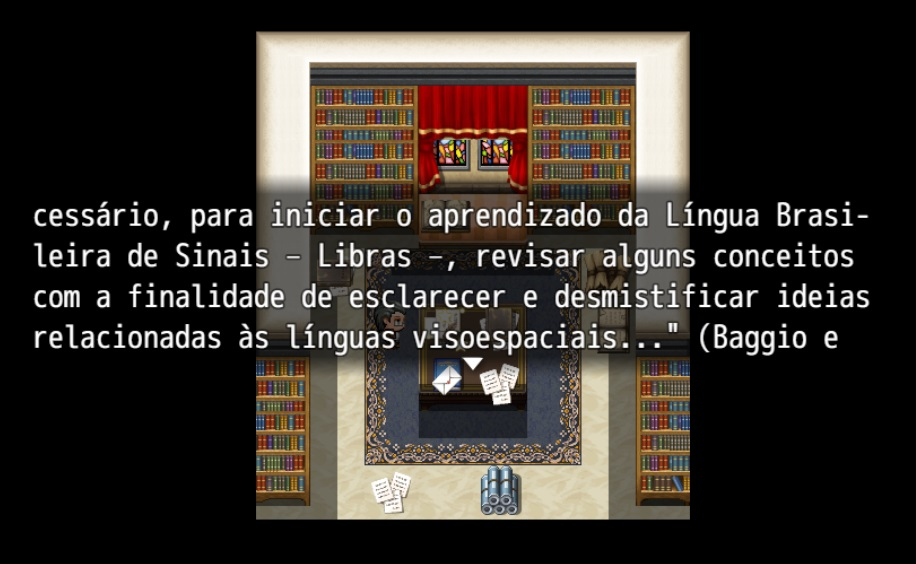 cessário, para iniciar o aprendizado da Língua Brasi-
leira de Sinais – Libras –, revisar alguns conceitos
com a finalidade de esclarecer e desmistificar ideias
relacionadas às línguas visoespaciais..." (Baggio e